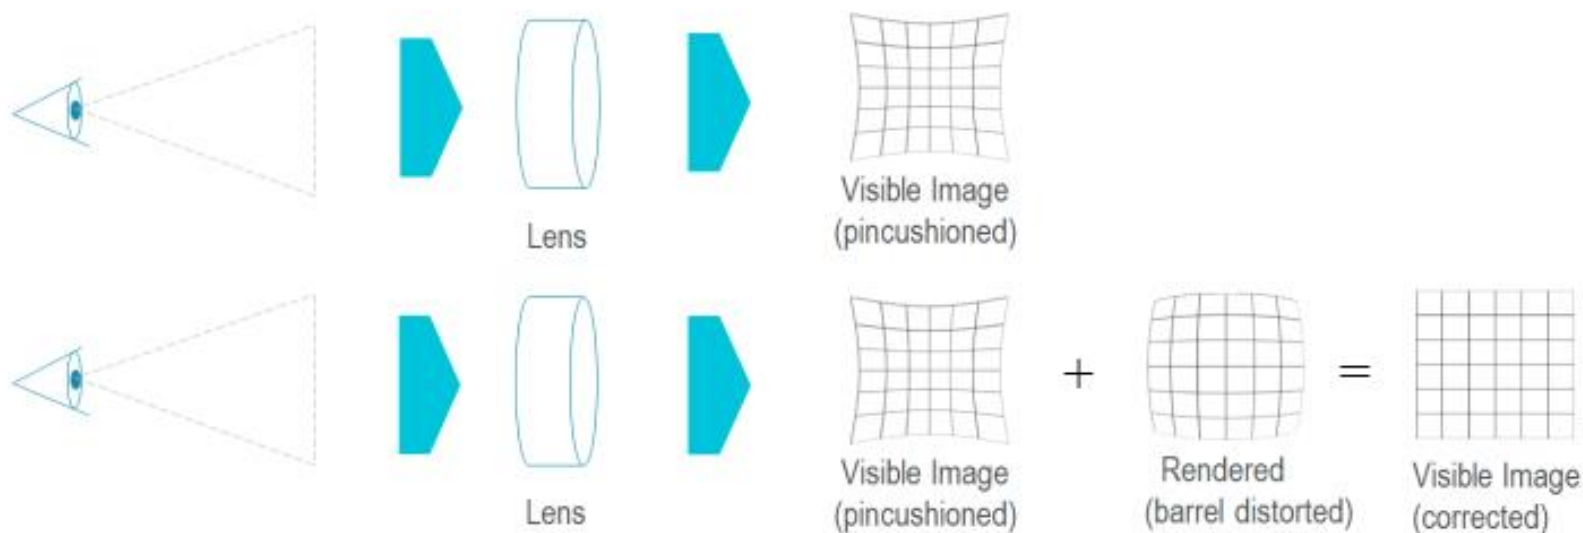 Visible Image
(pincushioned)
Lens
+
=
Visible Image
(pincushioned)
Rendered
(barrel distorted)
Visible Image
(corrected)
Lens